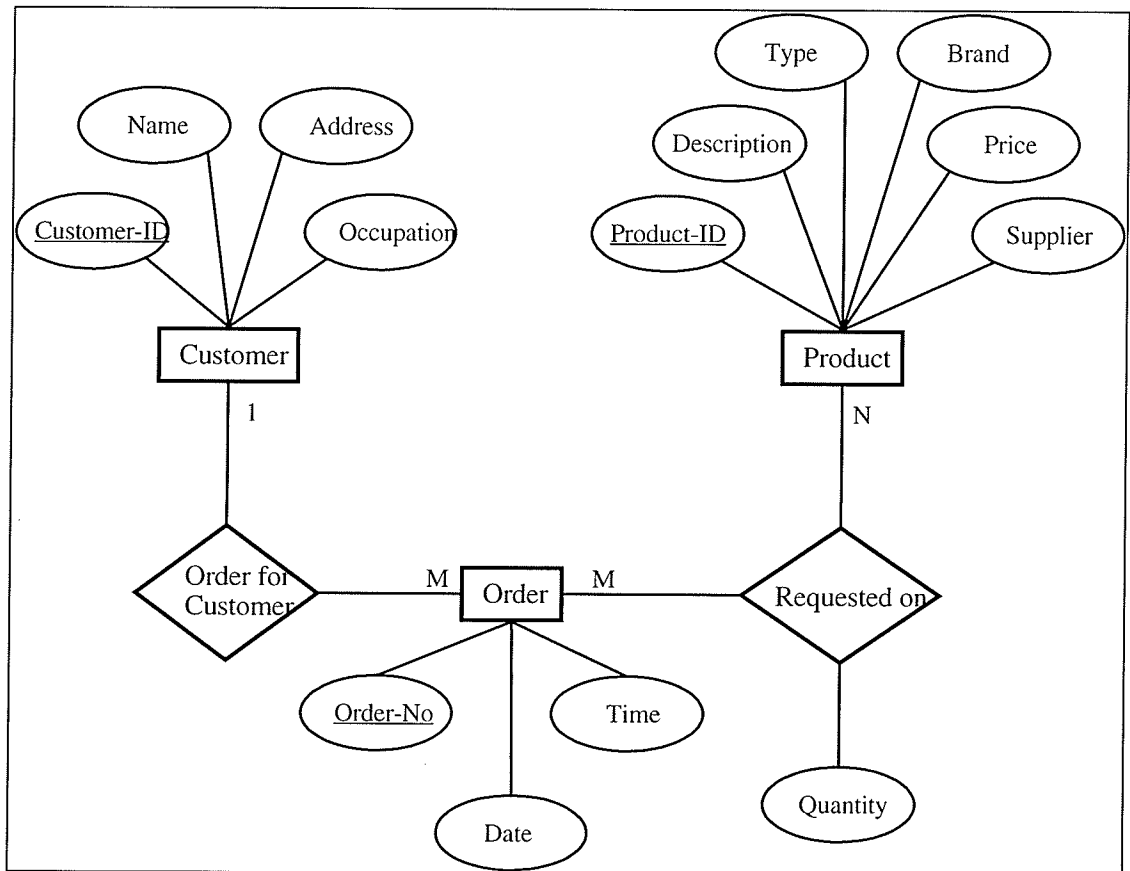 Type
Brand
Name
Address
Description
Price
Customer-ID
Occupation
Product-ID
Supplier
Customer
Product
1
N
Order for
Customer
M
Order
M
Requested on
Order-No
Time
Date
Quantity